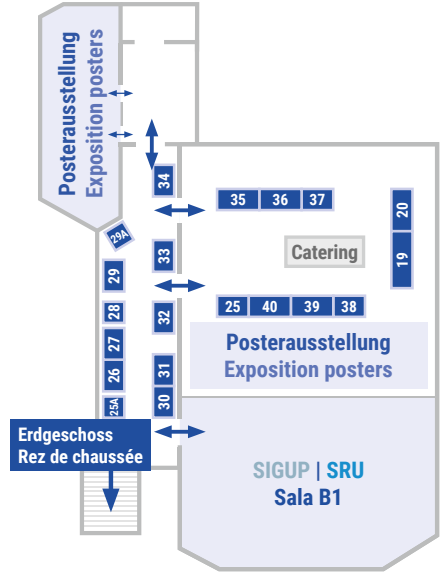 Posterausstellung
Exposition posters
34
35 36 37
20
19
29A
33
Catering
29
28
32
25 40 39 38
27
26
31
30
25A
Posterausstellung
Exposition posters
Erdgeschoss
Rez de chaussée
SIGUP | SRU
Sala B1